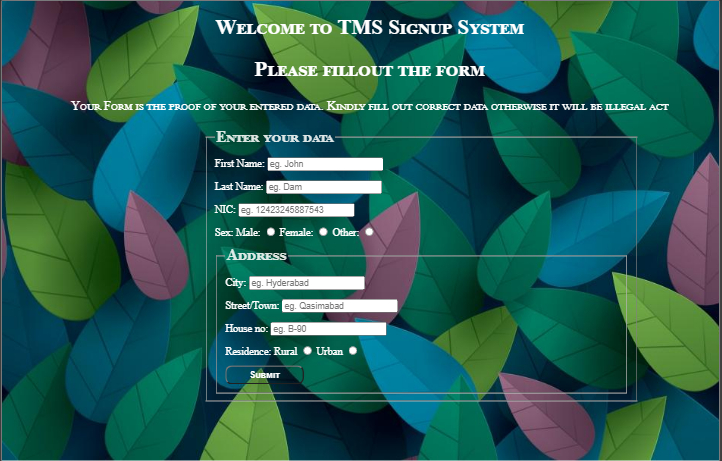 Welcome to TMS Signup System
Please fillout the form
Your Form is the proof of your entered data. Kindly fill out correct data otherwise it will be illegal act
Enter your data
First Name: eg. John
Last Name: eg. Dam
NIC: eg. 12423245887543
Sex: Male: Female: Other:
Address
City: eg. Hyderabad
Street/Town: eg. Qasimabad
House no: eg. B-90
Residence: Rural Urban
Submit